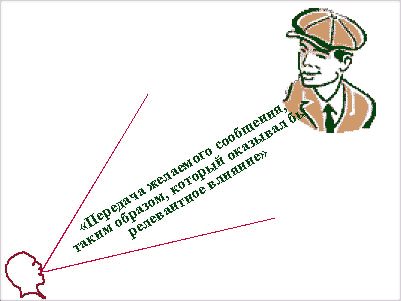 «Передача желаемого сообщения,
таким образом, который оказывал бы
релевантное влияние»